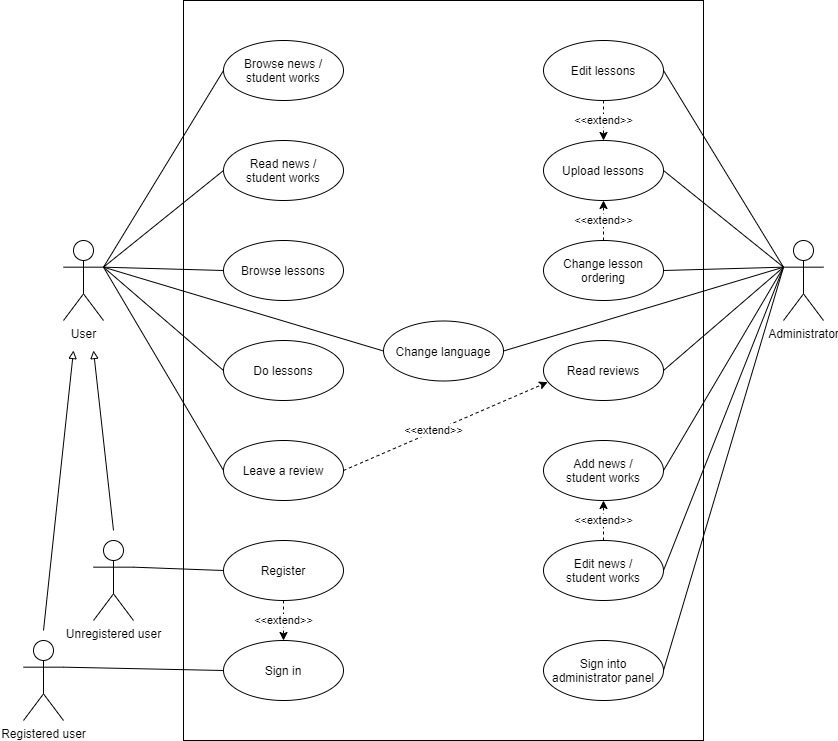 Browse news /
student works
Edit lessons
<<extend>>
Read news /
student works
Upload lessons
<<extend>>
Browse lessons
Change lesson
ordering
User
Administrator
Change language
Do lessons
Read reviews
<<extend>>
Leave a review
Add news /
student works
<<extend>>
Register
Edit news /
student works
<<extend>>
Unregistered user
Sign in
Sign into
administrator panel
Registered user